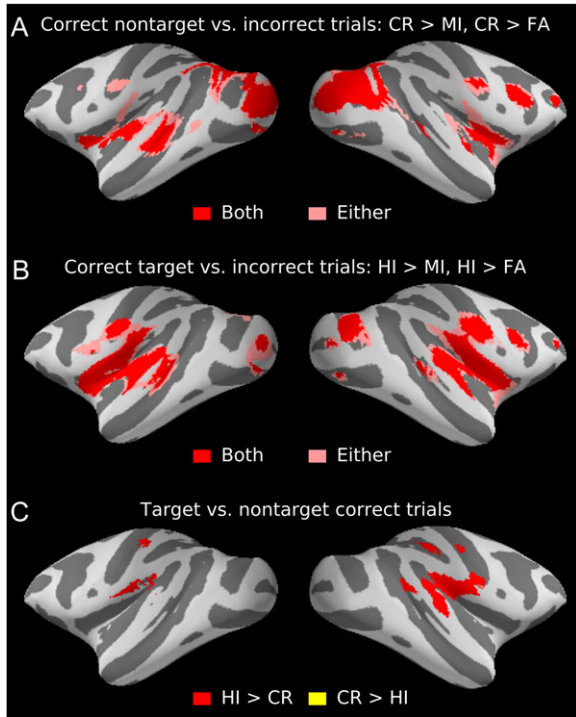 A Correct nontarget vs. incorrect trials: CR > MI, CR > FA
Both Either
B Correct target vs. incorrect trials: HI > MI, HI > FA
Both Either
C Target vs. nontarget correct trials
HI > CR CR > HI